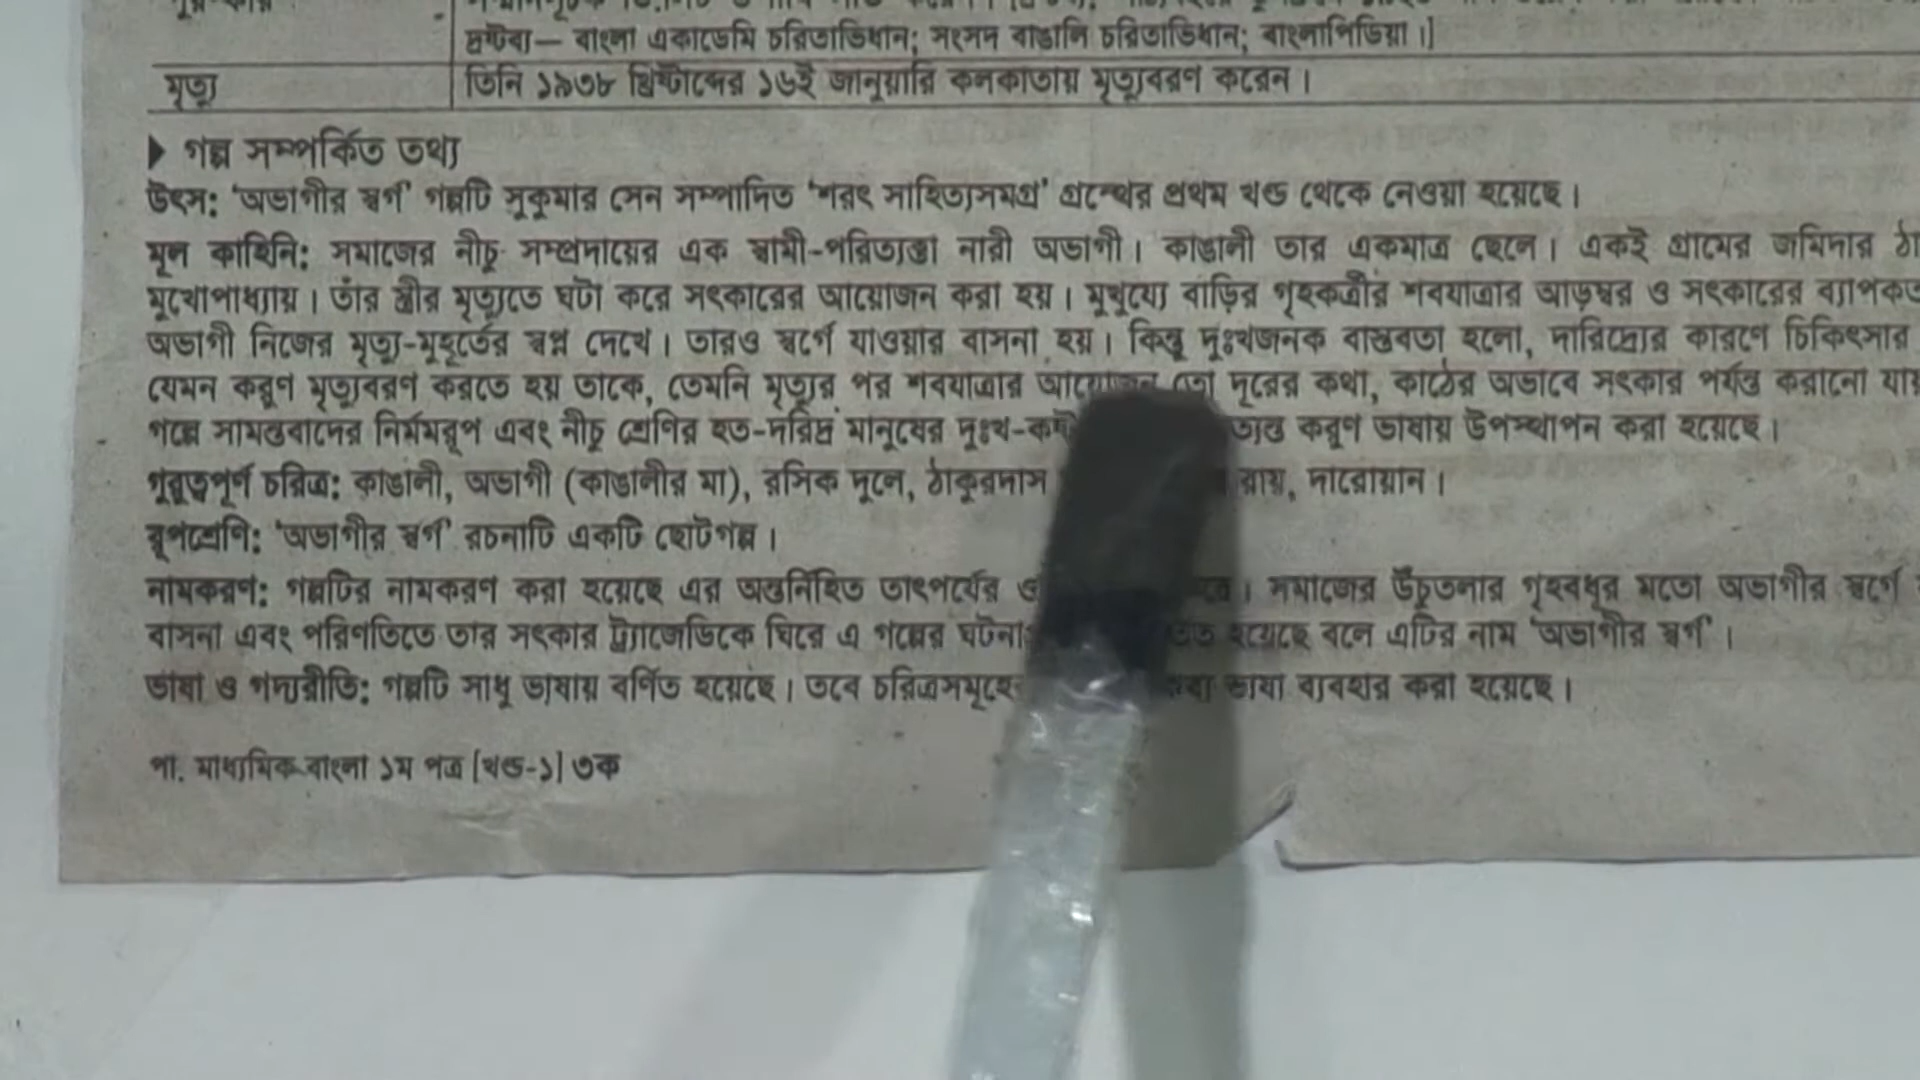 দ্রষ্টব্য— বাংলা একাডেমি চরিতাভিধান; সংসদ বাঙালি চরিতাভিধান; বাংলাপিডিয়া।]
মৃত্যু তিনি ১৯৩৮ খ্রিষ্টাব্দের ১৬ই জানুয়ারি কলকাতায় মৃত্যুবরণ করেন।
▶ গল্প সম্পর্কিত তথ্য
উৎস: 'অভাগীর স্বর্গ' গল্পটি সুকুমার সেন সম্পাদিত 'শরৎ সাহিত্যসমগ্র' গ্রন্থের প্রথম খণ্ড থেকে নেওয়া হয়েছে।
মূল কাহিনি: সমাজের নীচু সম্প্রদায়ের এক স্বামী-পরিত্যক্তা নারী অভাগী। কাঙালী তার একমাত্র ছেলে। একই গ্রামের জমিদার
মুখোপাধ্যায়। তাঁর স্ত্রীর মৃত্যুতে ঘটা করে সৎকারের আয়োজন করা হয়। মুখুয্যে বাড়ির গৃহকর্ত্রীর শবযাত্রার আড়ম্বর ও সৎকারের
অভাগী নিজের মৃত্যু-মুহূর্তের স্বপ্ন দেখে। তারও স্বর্গে যাওয়ার বাসনা হয়। কিন্তু দুঃখজনক বাস্তবতা হলো, দারিদ্র্যের কারণে চিকিৎসার
যেমন করুণ মৃত্যুবরণ করতে হয় তাকে, তেমনি মৃত্যুর পর শবযাত্রার আয়োজন তো দূরের কথা, কাঠের অভাবে সৎকার পর্যন্ত করানো
গল্পে সামন্তবাদের নির্মমরূপ এবং নীচু শ্রেণির হত-দরিদ্র মানুষের করুণ ভাষায় উপস্থাপন করা হয়েছে।
গুরুত্বপূর্ণ চরিত্র: কাঙালী, অভাগী (কাঙালীর মা), রসিক দুলে, ঠাকুরদাস রায়, দারোয়ান।
রূপশ্রেণি: 'অভাগীর স্বর্গ' রচনাটি একটি ছোটগল্প।
নামকরণ: গল্পটির নামকরণ করা হয়েছে এর অন্তর্নিহিত তাৎপর্যের সমাজের উঁচুতলার গৃহবধূর মতো অভাগীর স্বর্গে
বাসনা এবং পরিণতিতে তার সৎকার ট্র্যাজেডিকে ঘিরে এ গল্পের হয়েছে বলে এটির নাম 'অভাগীর স্বর্গ'।
ভাষা ও গদ্যরীতি: গল্পটি সাধু ভাষায় বর্ণিত হয়েছে। তবে ভাষা ব্যবহার করা হয়েছে।
পা. মাধ্যমিক বাংলা ১ম পত্র [খণ্ড-১] ৩ক